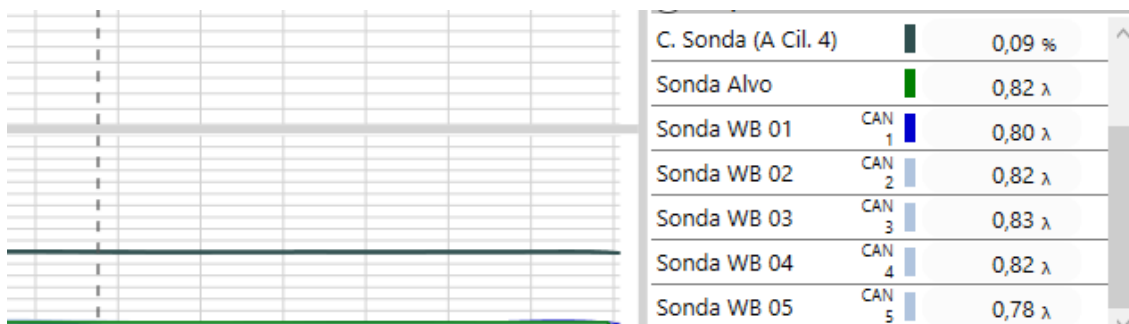 C. Sonda (A Cil. 4) 0,09 %
Sonda Alvo 0,82 λ
Sonda WB 01 CAN 1 0,80 λ
Sonda WB 02 CAN 2 0,82 λ
Sonda WB 03 CAN 3 0,83 λ
Sonda WB 04 CAN 4 0,82 λ
Sonda WB 05 CAN 5 0,78 λ